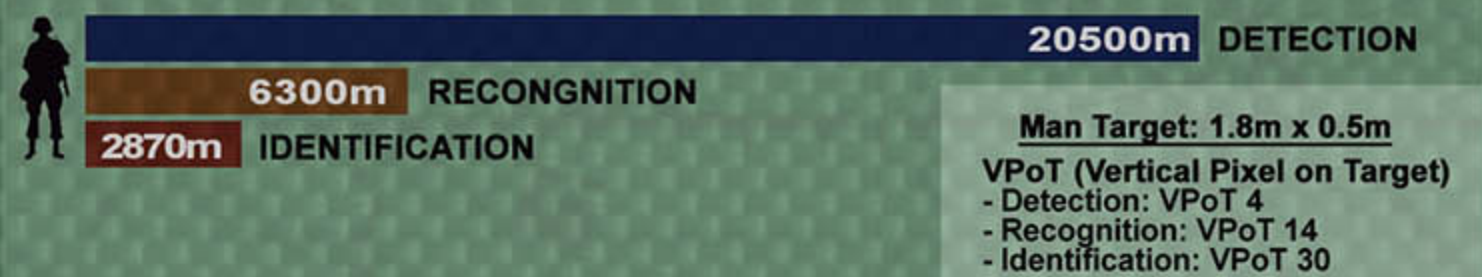 20500m DETECTION
6300m RECONGNITION
2870m IDENTIFICATION
Man Target: 1.8m x 0.5m
VPoT (Vertical Pixel on Target)
- Detection: VPoT 4
- Recognition: VPoT 14
- Identification: VPoT 30